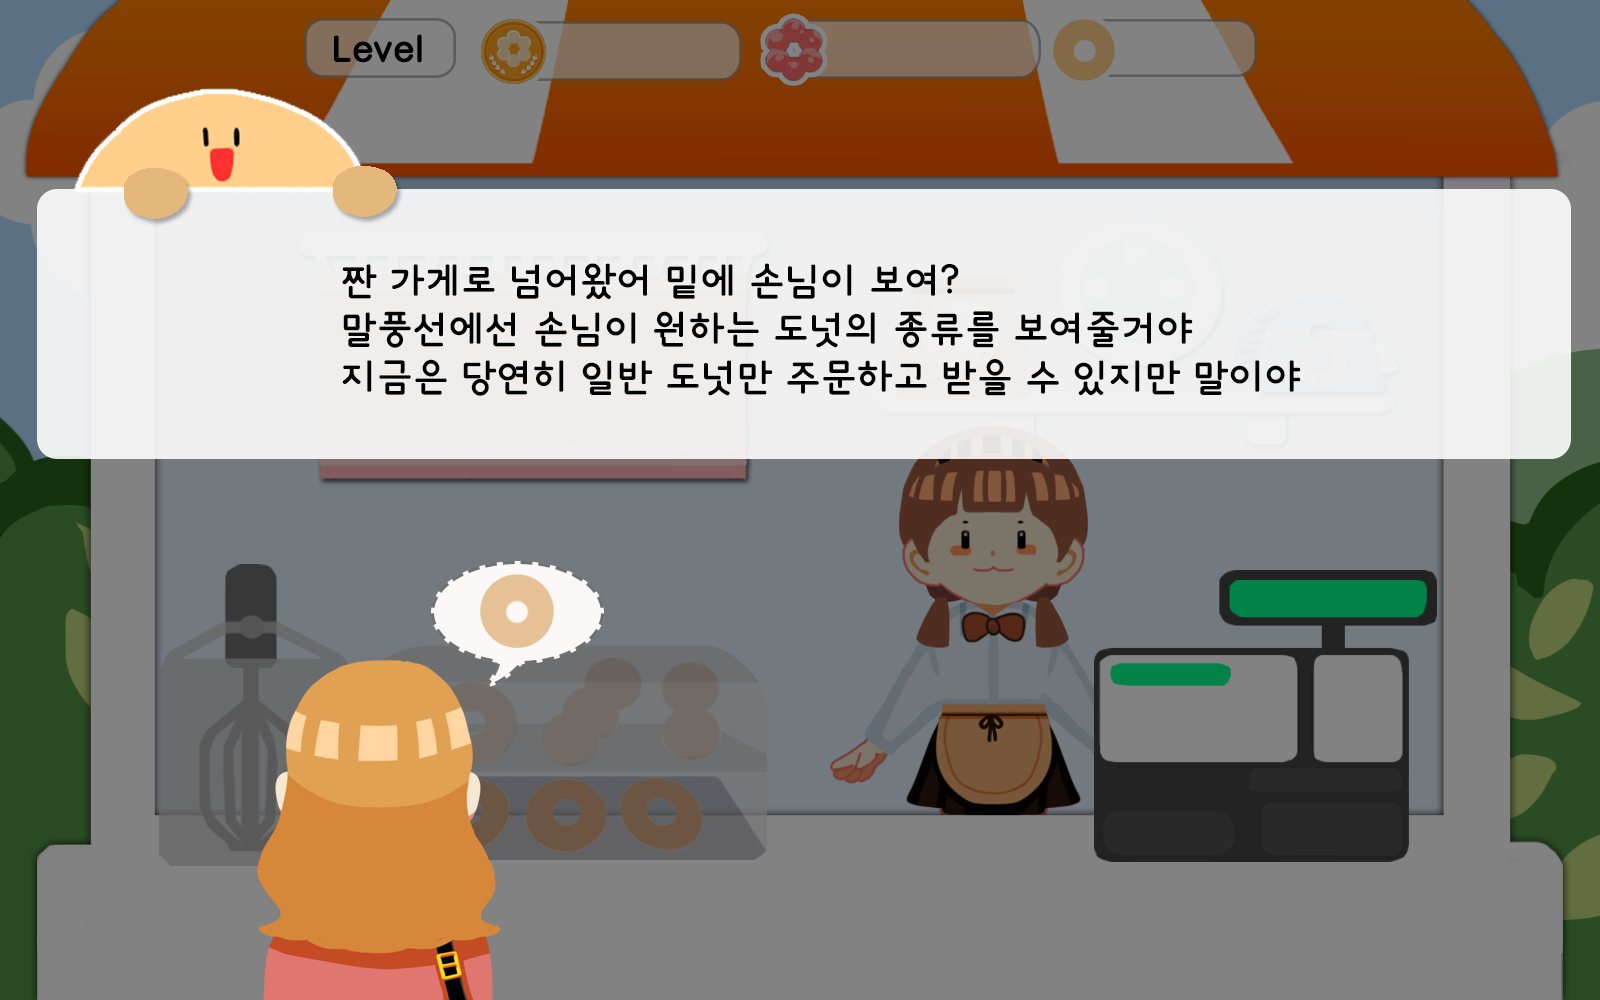 Level
짠 가게로 넘어왔어 밑에 손님이 보여?
말풍선에선 손님이 원하는 도넛의 종류를 보여줄거야
지금은 당연히 일반 도넛만 주문하고 받을 수 있지만 말이야